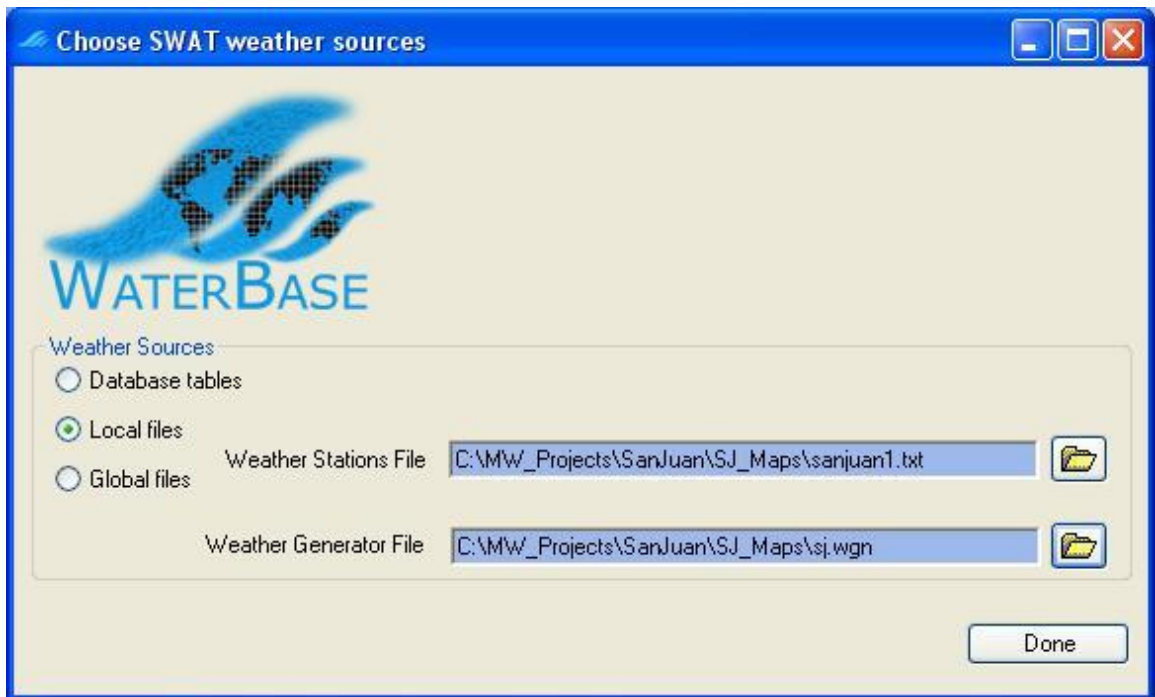 Choose SWAT weather sources
WATERBASE
Weather Sources
Database tables
Local files
Global files
Weather Stations File C:\MW_Projects\SanJuan\SJ_Maps\sanjuan1.txt
Weather Generator File C:\MW_Projects\SanJuan\SJ_Maps\sj.wgn
Done